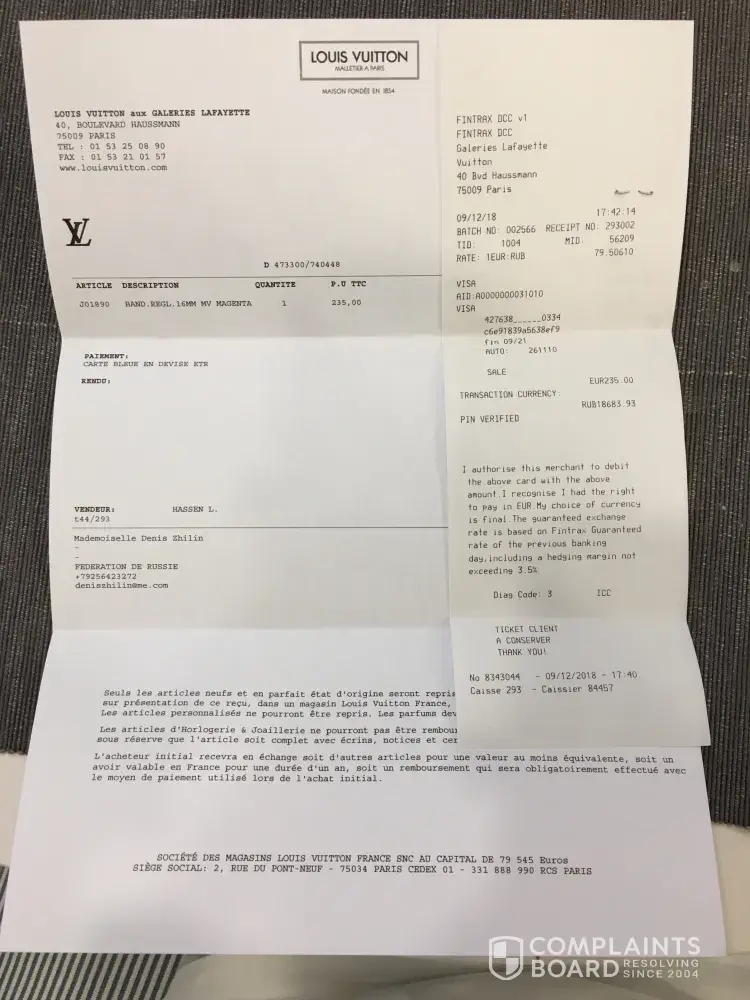 LOUIS VUITTON
MALLETIER A PARIS
MAISON FONDÉE EN 1854
LOUIS VUITTON aux GALERIES LAFAYETTE
40, BOULEVARD HAUSSMANN
75009 PARIS
TEL : 01 53 25 08 90
FAX : 01 53 21 01 57
www.louisvuitton.com
LV
D 473300/740448
ARTICLE DESCRIPTION QUANTITE P.U TTC
J01890 BAND.REGL.16MM MV MAGENTA 1 235,00
PAIEMENT:
CARTE BLEUE EN DEVISE ETR
RENDU:
VENDEUR: HASSEN L.
t44/293
Mademoiselle Denis Zhilin
-
-
FEDERATION DE RUSSIE
+79256423272
deniszhilin@me.com
Seuls les articles neufs et en parfait état d'origine seront repris
sur présentation de ce reçu, dans un magasin Louis Vuitton France,
Les articles personnalisés ne pourront être repris. Les parfums dev
Les articles d'Horlogerie & Joaillerie ne pourront pas être rembour
sous réserve que l'article soit complet avec écrins, notices et cer
L'acheteur initial recevra en échange soit d'autres articles pour une valeur au moins équivalente, soit un
avoir valable en France pour une durée d'un an, soit un remboursement qui sera obligatoirement effectué avec
le moyen de paiement utilisé lors de l'achat initial.
SOCIÉTÉ DES MAGASINS LOUIS VUITTON FRANCE SNC AU CAPITAL DE 79 545 Euros
SIÈGE SOCIAL: 2, RUE DU PONT-NEUF - 75034 PARIS CEDEX 01 - 331 888 990 RCS PARIS
FINTRAX DCC v1
FINTRAX DCC
Galeries Lafayette
Vuitton
40 Bvd Haussmann
75009 Paris
09/12/18 17:42:14
BATCH NO: 002566 RECEIPT NO: 293002
TID: 1004 MID: 56209
RATE: 1EUR:RUB 79.50610
VISA
AID:A0000000031010
VISA
427638______0334
c6e91839a5638ef9
fin 09/21
AUTO: 261110
SALE
EUR235.00
TRANSACTION CURRENCY:
RUB18683.93
PIN VERIFIED
I authorise this merchant to debit
the above card with the above
amount.I recognise I had the right
to pay in EUR.My choice of currency
is final.The guaranteed exchange
rate is based on Fintrax Guaranteed
rate of the previous banking
day,including a hedging margin not
exceeding 3.5%
Diag Code: 3 ICC
TICKET CLIENT
A CONSERVER
THANK YOU!
No 8343044 - 09/12/2018 - 17:40
Caisse 293 - Caissier 84457
COMPLAINTS
BOARD RESOLVING
SINCE 2004